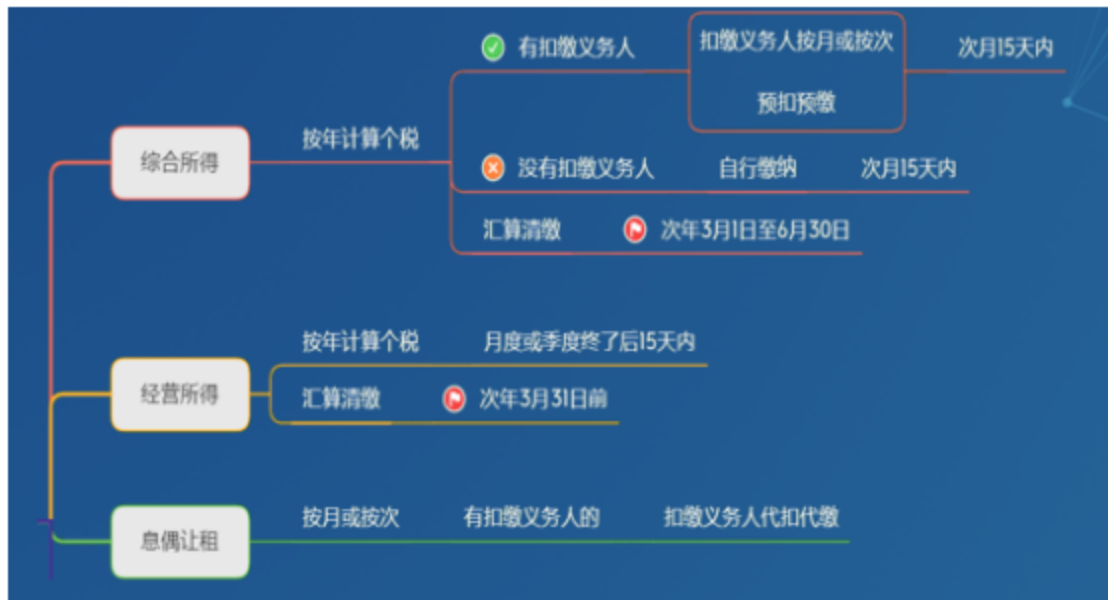 有扣缴义务人
扣缴义务人按月或按次
预扣预缴
次月15天内
综合所得
按年计算个税
没有扣缴义务人
自行缴纳
次月15天内
汇算清缴
次年3月1日至6月30日
经营所得
按年计算个税
月度或季度终了后15天内
汇算清缴
次年3月31日前
息偶让租
按月或按次
有扣缴义务人的
扣缴义务人代扣代缴